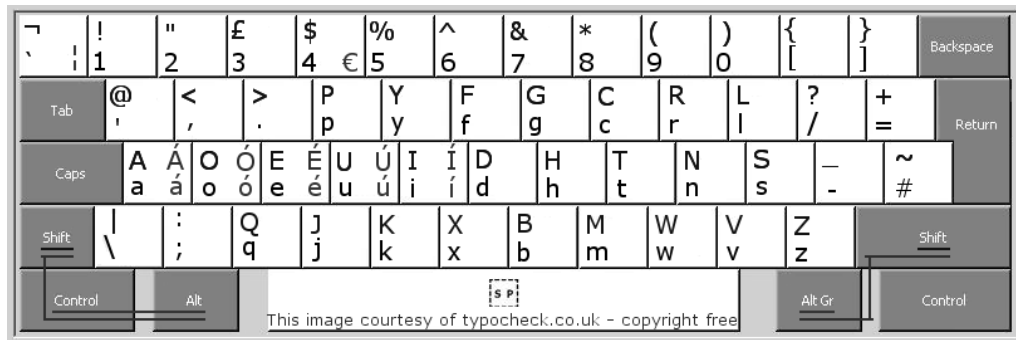 ¬ ! " £ $ % ^ & * ( ) { } Backspace
` ¦ 1 2 3 4 € 5 6 7 8 9 0 [ ]
Tab @ < > P Y F G C R L ? + Return
' , . p y f g c r l / =
Caps A Á O Ó E É U Ú I Í D H T N S _ ~
a á o ó e é u ú i í d h t n s - #
Shift | : Q J K X B M W V Z Shift
\ ; q j k x b m w v z
Control Alt SP Alt Gr Control
This image courtesy of typocheck.co.uk - copyright free